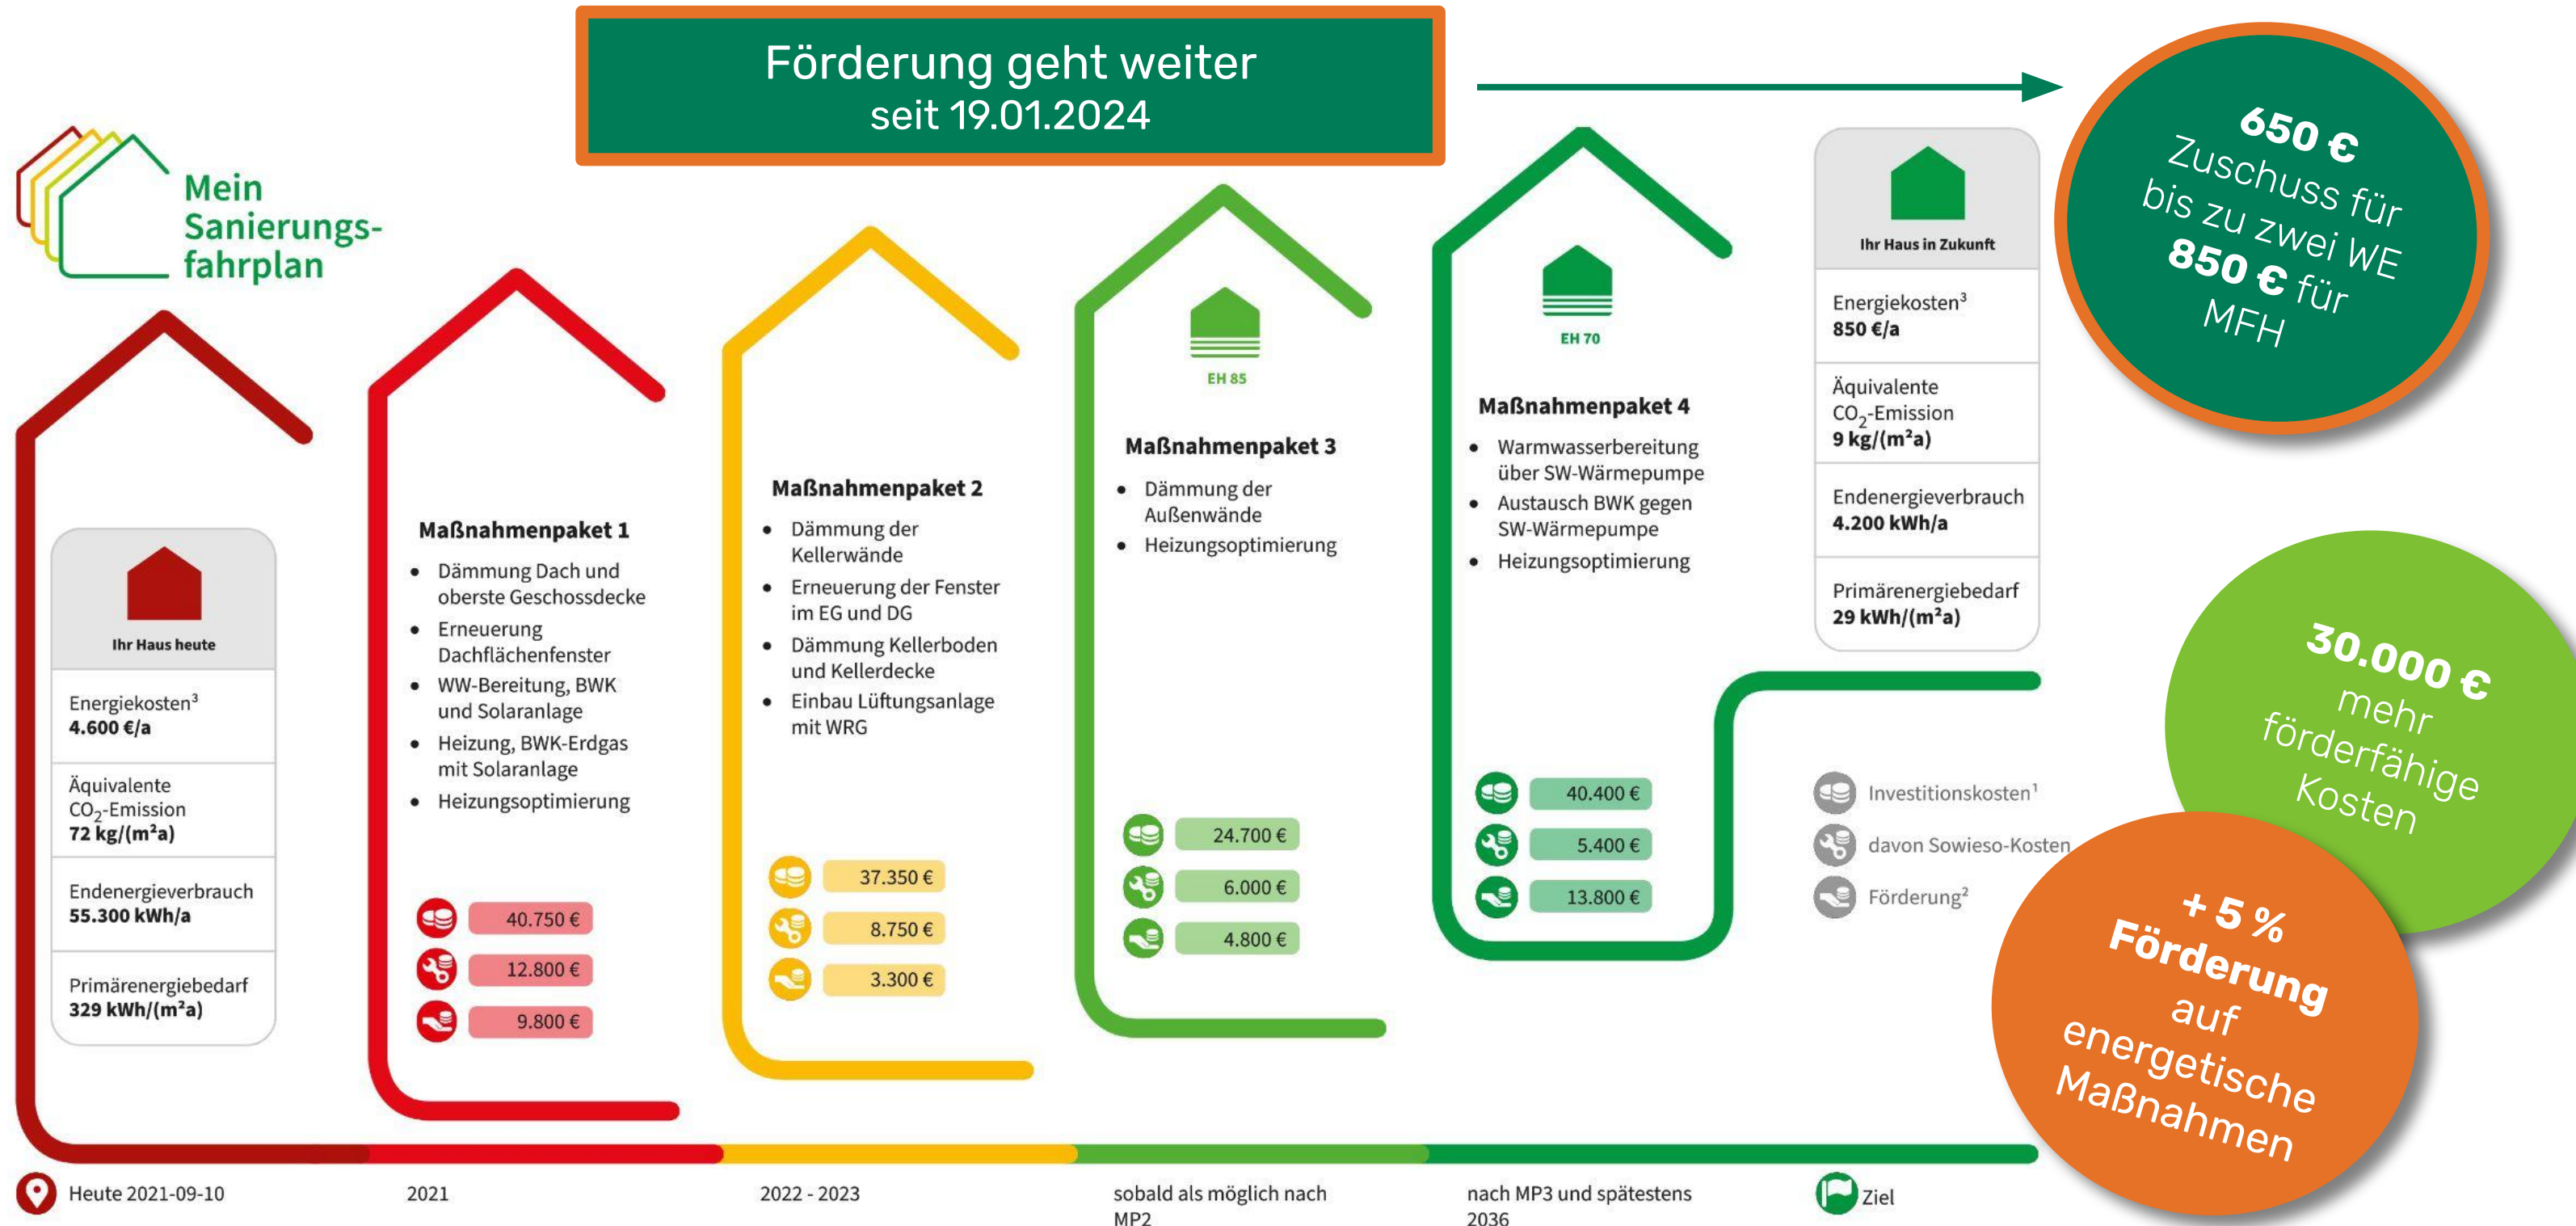 Förderung geht weiter
seit 19.01.2024
Mein
Sanierungs-
fahrplan
Ihr Haus heute
Energiekosten³
4.600 €/a
Äquivalente
CO₂-Emission
72 kg/(m²a)
Endenergieverbrauch
55.300 kWh/a
Primärenergiebedarf
329 kWh/(m²a)
Maßnahmenpaket 1
• Dämmung Dach und
oberste Geschossdecke
• Erneuerung
Dachflächenfenster
• WW-Bereitung, BWK
und Solaranlage
• Heizung, BWK-Erdgas
mit Solaranlage
• Heizungsoptimierung
40.750 €
12.800 €
9.800 €
Maßnahmenpaket 2
• Dämmung der
Kellerwände
• Erneuerung der Fenster
im EG und DG
• Dämmung Kellerboden
und Kellerdecke
• Einbau Lüftungsanlage
mit WRG
37.350 €
8.750 €
3.300 €
EH 85
Maßnahmenpaket 3
• Dämmung der
Außenwände
• Heizungsoptimierung
24.700 €
6.000 €
4.800 €
EH 70
Maßnahmenpaket 4
• Warmwasserbereitung
über SW-Wärmepumpe
• Austausch BWK gegen
SW-Wärmepumpe
• Heizungsoptimierung
40.400 €
5.400 €
13.800 €
Ihr Haus in Zukunft
Energiekosten³
850 €/a
Äquivalente
CO₂-Emission
9 kg/(m²a)
Endenergieverbrauch
4.200 kWh/a
Primärenergiebedarf
29 kWh/(m²a)
Investitionskosten¹
davon Sowieso-Kosten
Förderung²
650 €
Zuschuss für
bis zu zwei WE
850 € für
MFH
30.000 €
mehr
förderfähige
Kosten
+ 5 %
Förderung
auf
energetische
Maßnahmen
Heute 2021-09-10
2021
2022 - 2023
sobald als möglich nach
MP2
nach MP3 und spätestens
2036
Ziel